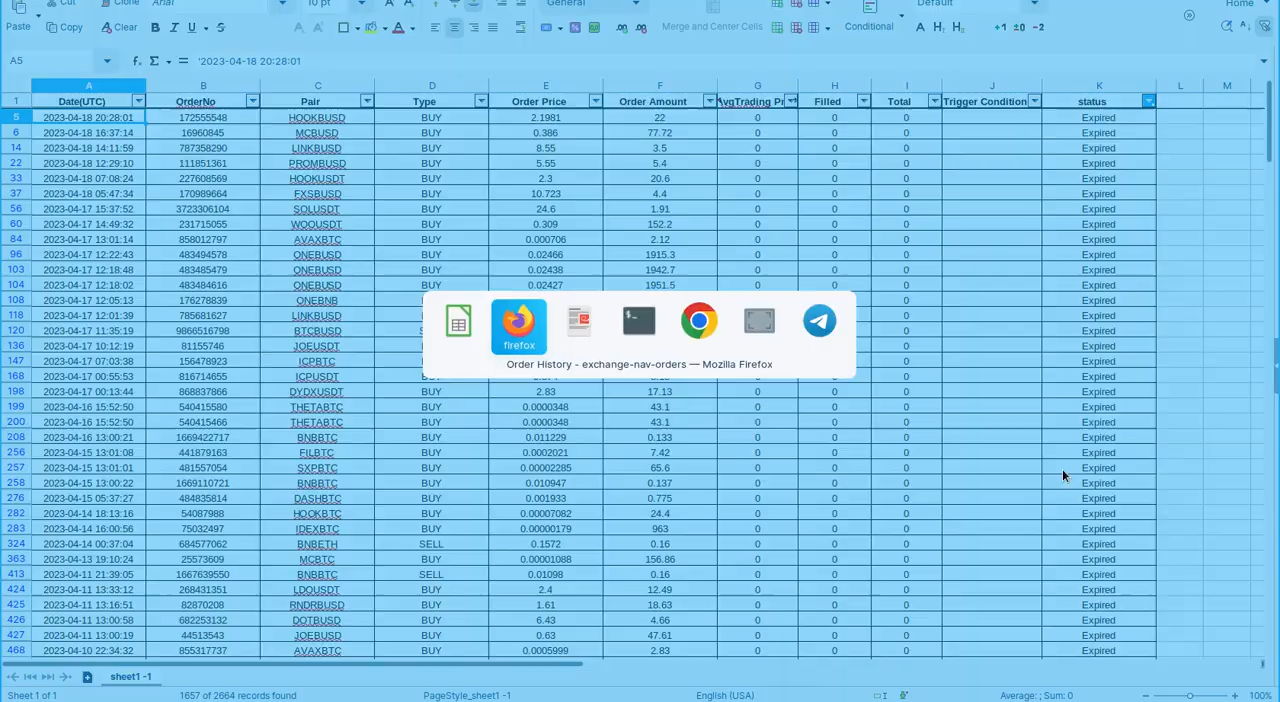 Cut Clone Arial 10 pt General Default Home
Paste Copy Clear B I U S Merge and Center Cells Conditional A H₁ H₂ +1 ±0 −2
A5 fx Σ = '2023-04-18 20:28:01
A B C D E F G H I J K L M
1 Date(UTC) OrderNo Pair Type Order Price Order Amount AvgTrading Pr Filled Total Trigger Condition status
5 2023-04-18 20:28:01 172555548 HOOKBUSD BUY 2.1981 22 0 0 0 Expired
6 2023-04-18 16:37:14 16960845 MCBUSD BUY 0.386 77.72 0 0 0 Expired
14 2023-04-18 14:11:59 787358290 LINKBUSD BUY 8.55 3.5 0 0 0 Expired
22 2023-04-18 12:29:10 111851361 PROMBUSD BUY 5.55 5.4 0 0 0 Expired
33 2023-04-18 07:08:24 227608569 HOOKUSDT BUY 2.3 20.6 0 0 0 Expired
37 2023-04-18 05:47:34 170989664 FXSBUSD BUY 10.723 4.4 0 0 0 Expired
56 2023-04-17 15:37:52 3723306104 SOLUSDT BUY 24.6 1.91 0 0 0 Expired
60 2023-04-17 14:49:32 231715055 WOOUSDT BUY 0.309 152.2 0 0 0 Expired
84 2023-04-17 13:01:14 858012797 AVAXBTC BUY 0.000706 2.12 0 0 0 Expired
96 2023-04-17 12:22:43 483494578 ONEBUSD BUY 0.02466 1915.3 0 0 0 Expired
103 2023-04-17 12:18:48 483485479 ONEBUSD BUY 0.02438 1942.7 0 0 0 Expired
104 2023-04-17 12:18:02 483484616 ONEBUSD BUY 0.02427 1951.5 0 0 0 Expired
108 2023-04-17 12:05:13 176278839 ONEBNB Expired
118 2023-04-17 12:01:39 785681627 LINKBUSD Expired
120 2023-04-17 11:35:19 9866516798 BTCBUSD Expired
firefox
136 2023-04-17 10:12:19 81155746 JOEUSDT Expired
147 2023-04-17 07:03:38 156478923 ICPBTC Expired
Order History - exchange-nav-orders — Mozilla Firefox
168 2023-04-17 00:55:53 816714655 ICPUSDT 0 0 0 Expired
198 2023-04-17 00:13:44 868837866 DYDXUSDT BUY 2.83 17.13 0 0 0 Expired
199 2023-04-16 15:52:50 540415580 THETABTC BUY 0.0000348 43.1 0 0 0 Expired
200 2023-04-16 15:52:50 540415466 THETABTC BUY 0.0000348 43.1 0 0 0 Expired
208 2023-04-16 13:00:21 1669422717 BNBBTC BUY 0.011229 0.133 0 0 0 Expired
256 2023-04-15 13:01:08 441879163 FILBTC BUY 0.0002021 7.42 0 0 0 Expired
257 2023-04-15 13:01:01 481557054 SXPBTC BUY 0.00002285 65.6 0 0 0 Expired
258 2023-04-15 13:00:22 1669110721 BNBBTC BUY 0.010947 0.137 0 0 0 Expired
276 2023-04-15 05:37:27 484835814 DASHBTC BUY 0.001933 0.775 0 0 0 Expired
282 2023-04-14 18:13:16 54087988 HOOKBTC BUY 0.00007082 24.4 0 0 0 Expired
283 2023-04-14 16:00:56 75032497 IDEXBTC BUY 0.00000179 963 0 0 0 Expired
324 2023-04-14 00:37:04 684577062 BNBETH SELL 0.1572 0.16 0 0 0 Expired
363 2023-04-13 19:10:24 25573609 MCBTC BUY 0.00001088 156.86 0 0 0 Expired
413 2023-04-11 21:39:05 1667639550 BNBBTC SELL 0.01098 0.16 0 0 0 Expired
424 2023-04-11 13:33:12 268431351 LDOUSDT BUY 2.4 12.49 0 0 0 Expired
425 2023-04-11 13:16:51 82870208 RNDRBUSD BUY 1.61 18.63 0 0 0 Expired
426 2023-04-11 13:00:58 682253132 DOTBUSD BUY 6.43 4.66 0 0 0 Expired
427 2023-04-11 13:00:19 44513543 JOEBUSD BUY 0.63 47.61 0 0 0 Expired
468 2023-04-10 22:34:32 855317737 AVAXBTC BUY 0.0005999 2.83 0 0 0 Expired
sheet1 -1
Sheet 1 of 1 1657 of 2664 records found PageStyle_sheet1 -1 English (USA) Average: ; Sum: 0 100%